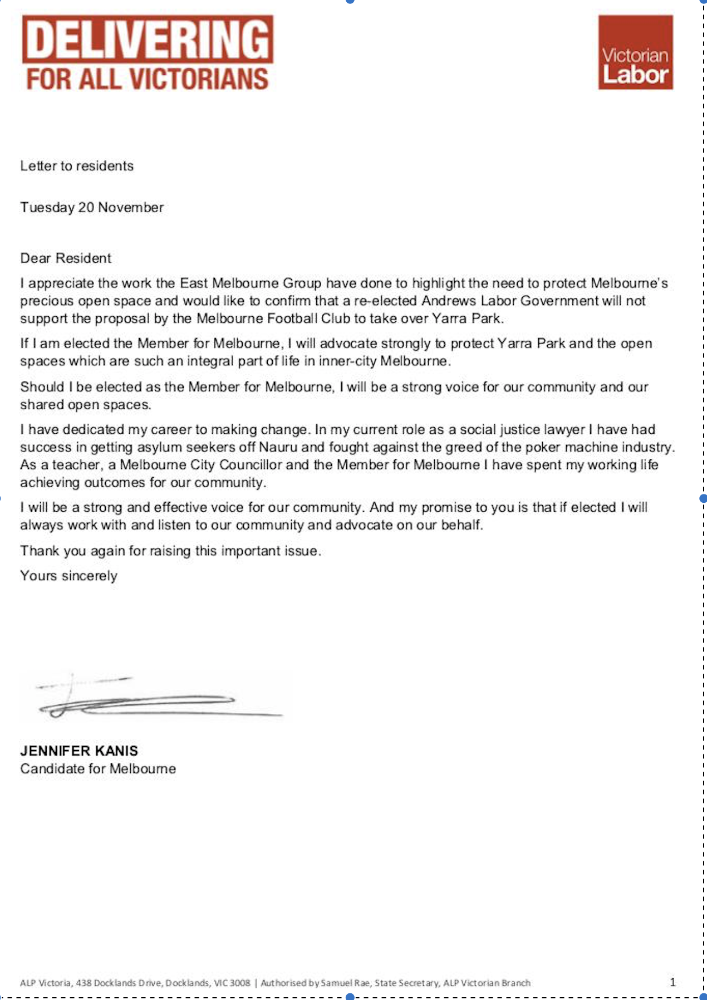 DELIVERING
FOR ALL VICTORIANS
Victorian
Labor
Letter to residents
Tuesday 20 November
Dear Resident
I appreciate the work the East Melbourne Group have done to highlight the need to protect Melbourne's
precious open space and would like to confirm that a re-elected Andrews Labor Government will not
support the proposal by the Melbourne Football Club to take over Yarra Park.
If I am elected the Member for Melbourne, I will advocate strongly to protect Yarra Park and the open
spaces which are such an integral part of life in inner-city Melbourne.
Should I be elected as the Member for Melbourne, I will be a strong voice for our community and our
shared open spaces.
I have dedicated my career to making change. In my current role as a social justice lawyer I have had
success in getting asylum seekers off Nauru and fought against the greed of the poker machine industry.
As a teacher, a Melbourne City Councillor and the Member for Melbourne I have spent my working life
achieving outcomes for our community.
I will be a strong and effective voice for our community. And my promise to you is that if elected I will
always work with and listen to our community and advocate on our behalf.
Thank you again for raising this important issue.
Yours sincerely
JENNIFER KANIS
Candidate for Melbourne
ALP Victoria, 438 Docklands Drive, Docklands, VIC 3008 | Authorised by Samuel Rae, State Secretary, ALP Victorian Branch 1